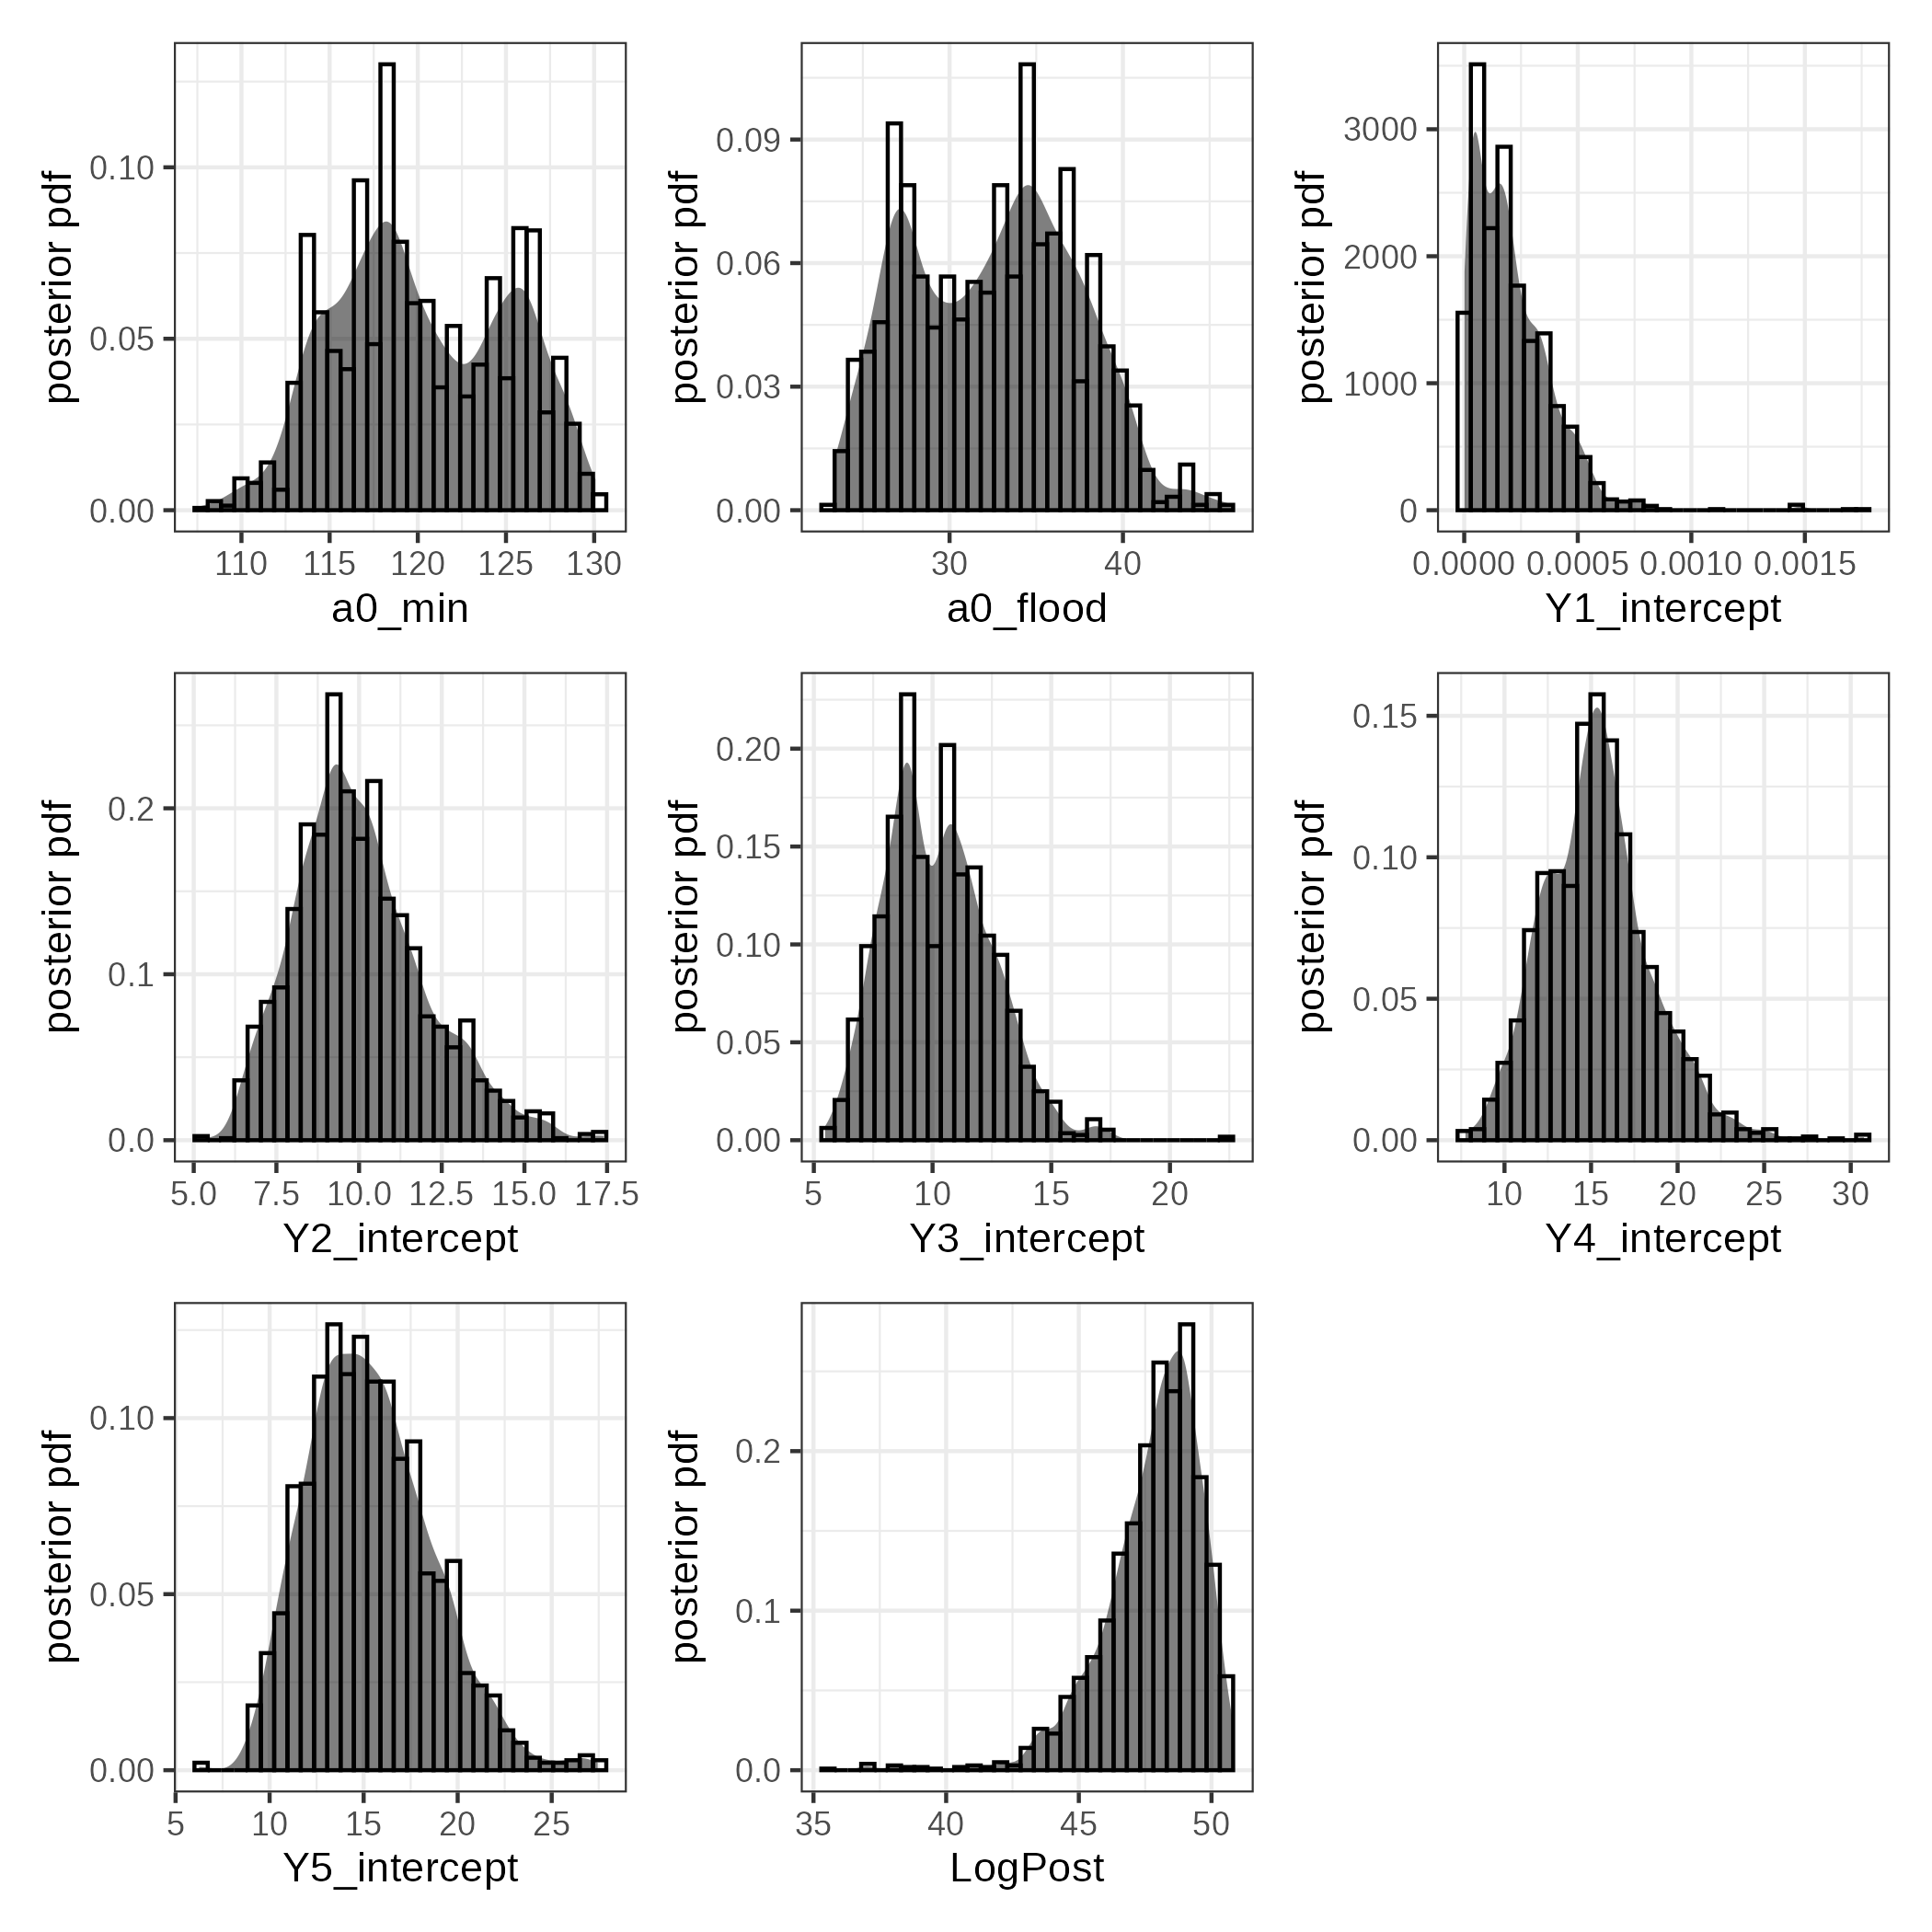 posterior pdf
0.10
0.05
0.00
110 115 120 125 130
a0_min
posterior pdf
0.09
0.06
0.03
0.00
30 40
a0_flood
posterior pdf
3000
2000
1000
0
0.0000 0.0005 0.0010 0.0015
Y1_intercept
posterior pdf
0.2
0.1
0.0
5.0 7.5 10.0 12.5 15.0 17.5
Y2_intercept
posterior pdf
0.20
0.15
0.10
0.05
0.00
5 10 15 20
Y3_intercept
posterior pdf
0.15
0.10
0.05
0.00
10 15 20 25 30
Y4_intercept
posterior pdf
0.10
0.05
0.00
5 10 15 20 25
Y5_intercept
posterior pdf
0.2
0.1
0.0
35 40 45 50
LogPost